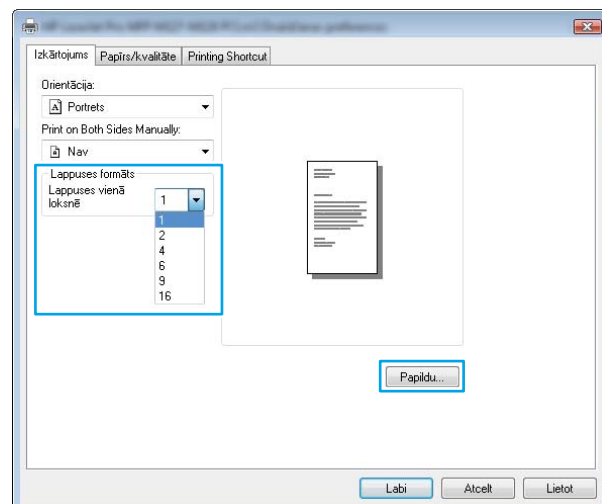 Izkārtojums
Papīrs/kvalitāte
Printing Shortcut
Orientācija:
Portrets
Print on Both Sides Manually:
Nav
Lappuses formāts
Lappuses vienā
loksnē
1
1
2
4
6
9
16
Papildu...
Labi
Atcelt
Lietot